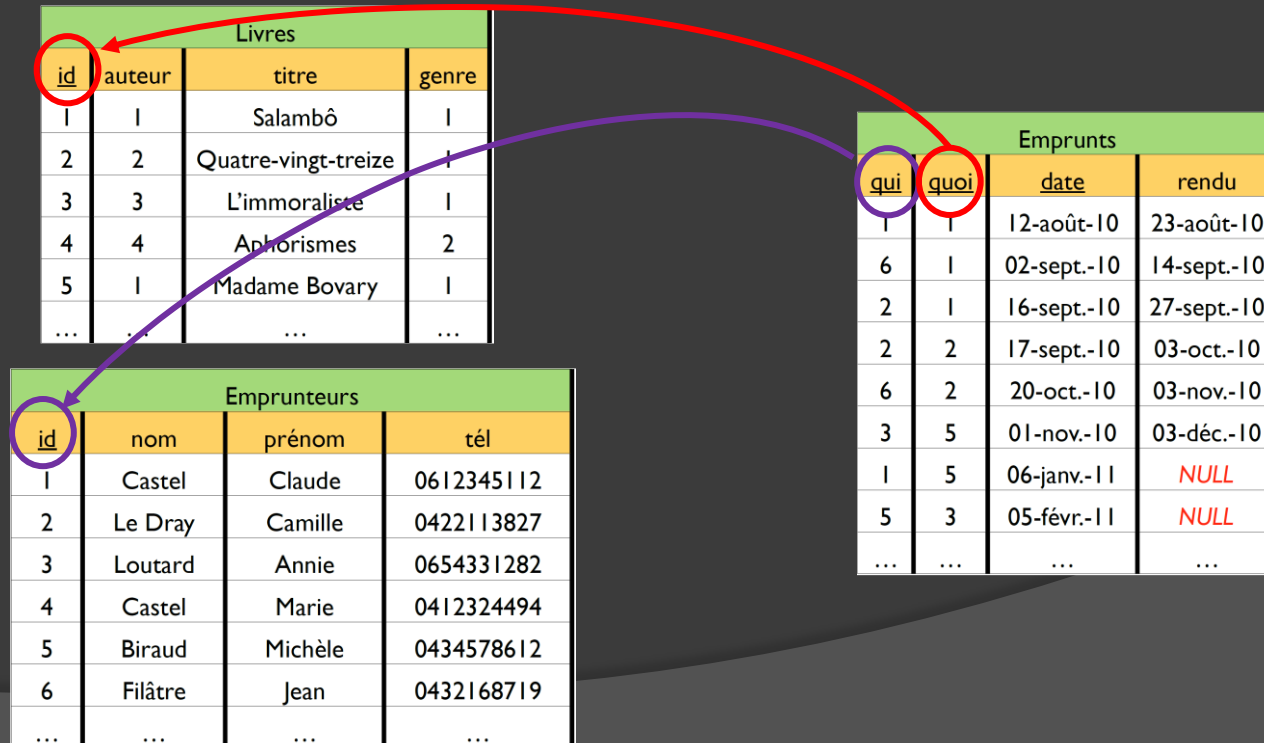 Livres
id auteur titre genre
1 1 Salambô 1
2 2 Quatre-vingt-treize 1
3 3 L'immoraliste 1
4 4 Aphorismes 2
5 1 Madame Bovary 1
... ... ... ...
Emprunteurs
id nom prénom tél
1 Castel Claude 0612345112
2 Le Dray Camille 0422113827
3 Loutard Annie 0654331282
4 Castel Marie 0412324494
5 Biraud Michèle 0434578612
6 Filâtre Jean 0432168719
... ... ... ...
Emprunts
qui quoi date rendu
1 1 12-août-10 23-août-10
6 1 02-sept.-10 14-sept.-10
2 1 16-sept.-10 27-sept.-10
2 2 17-sept.-10 03-oct.-10
6 2 20-oct.-10 03-nov.-10
3 5 01-nov.-10 03-déc.-10
1 5 06-janv.-11 NULL
5 3 05-févr.-11 NULL
... ... ... ...